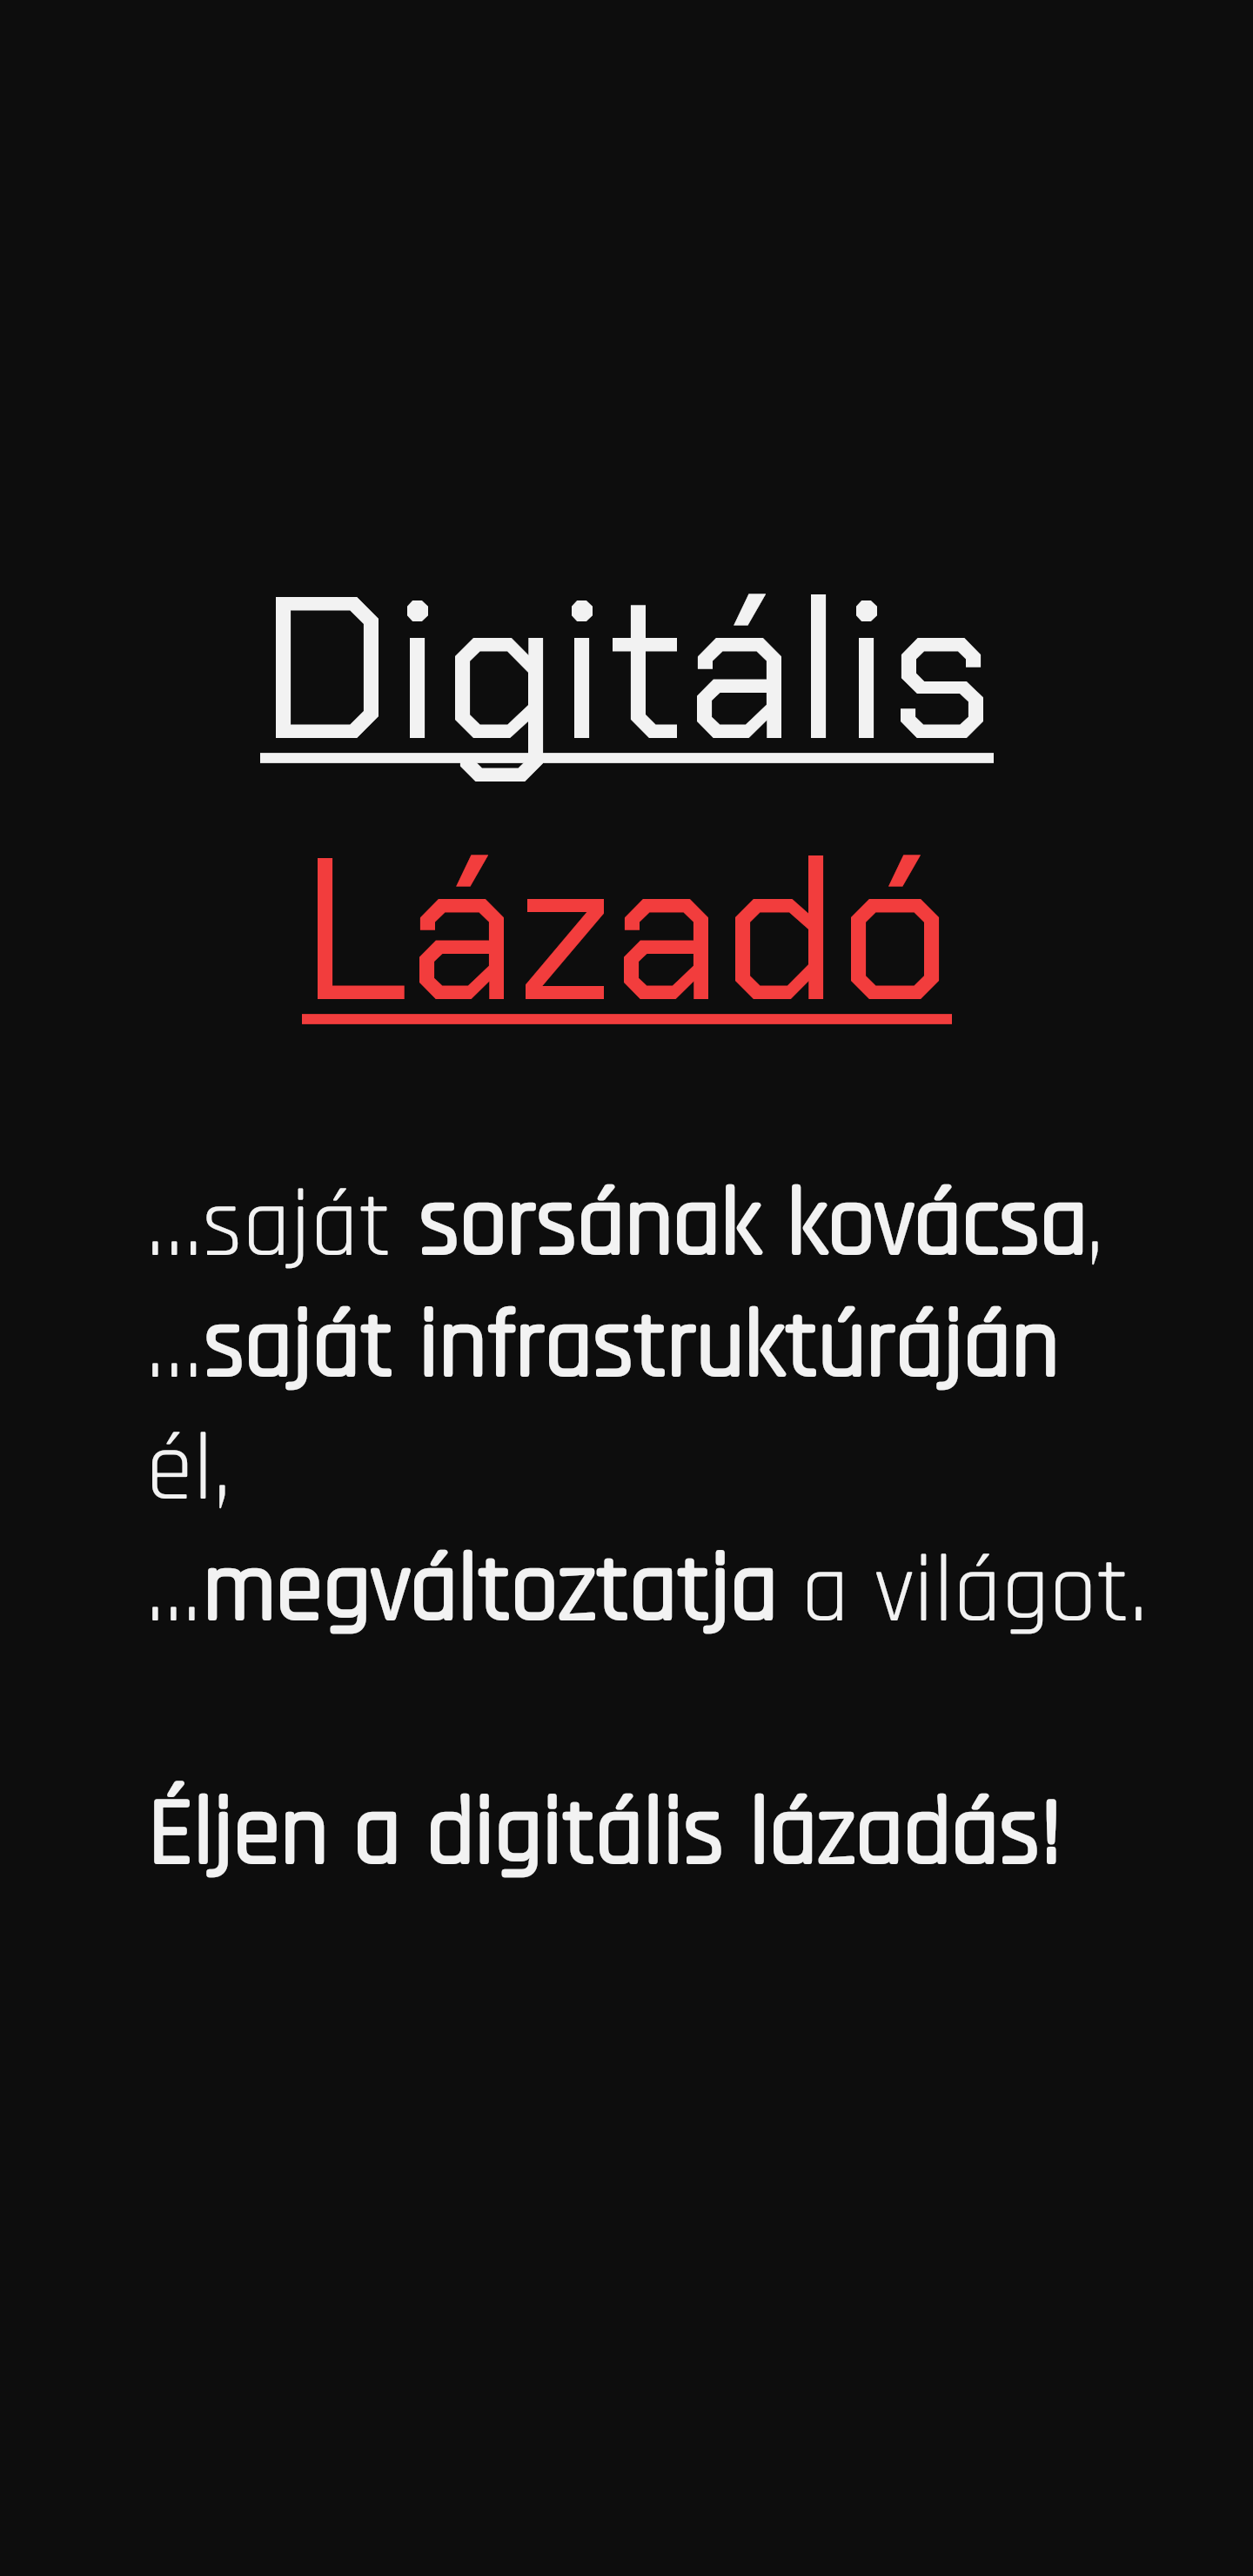 Digitális
Lázadó
...saját sorsának kovácsa,
...saját infrastruktúráján
él,
...megváltoztatja a világot.
Éljen a digitális lázadás!